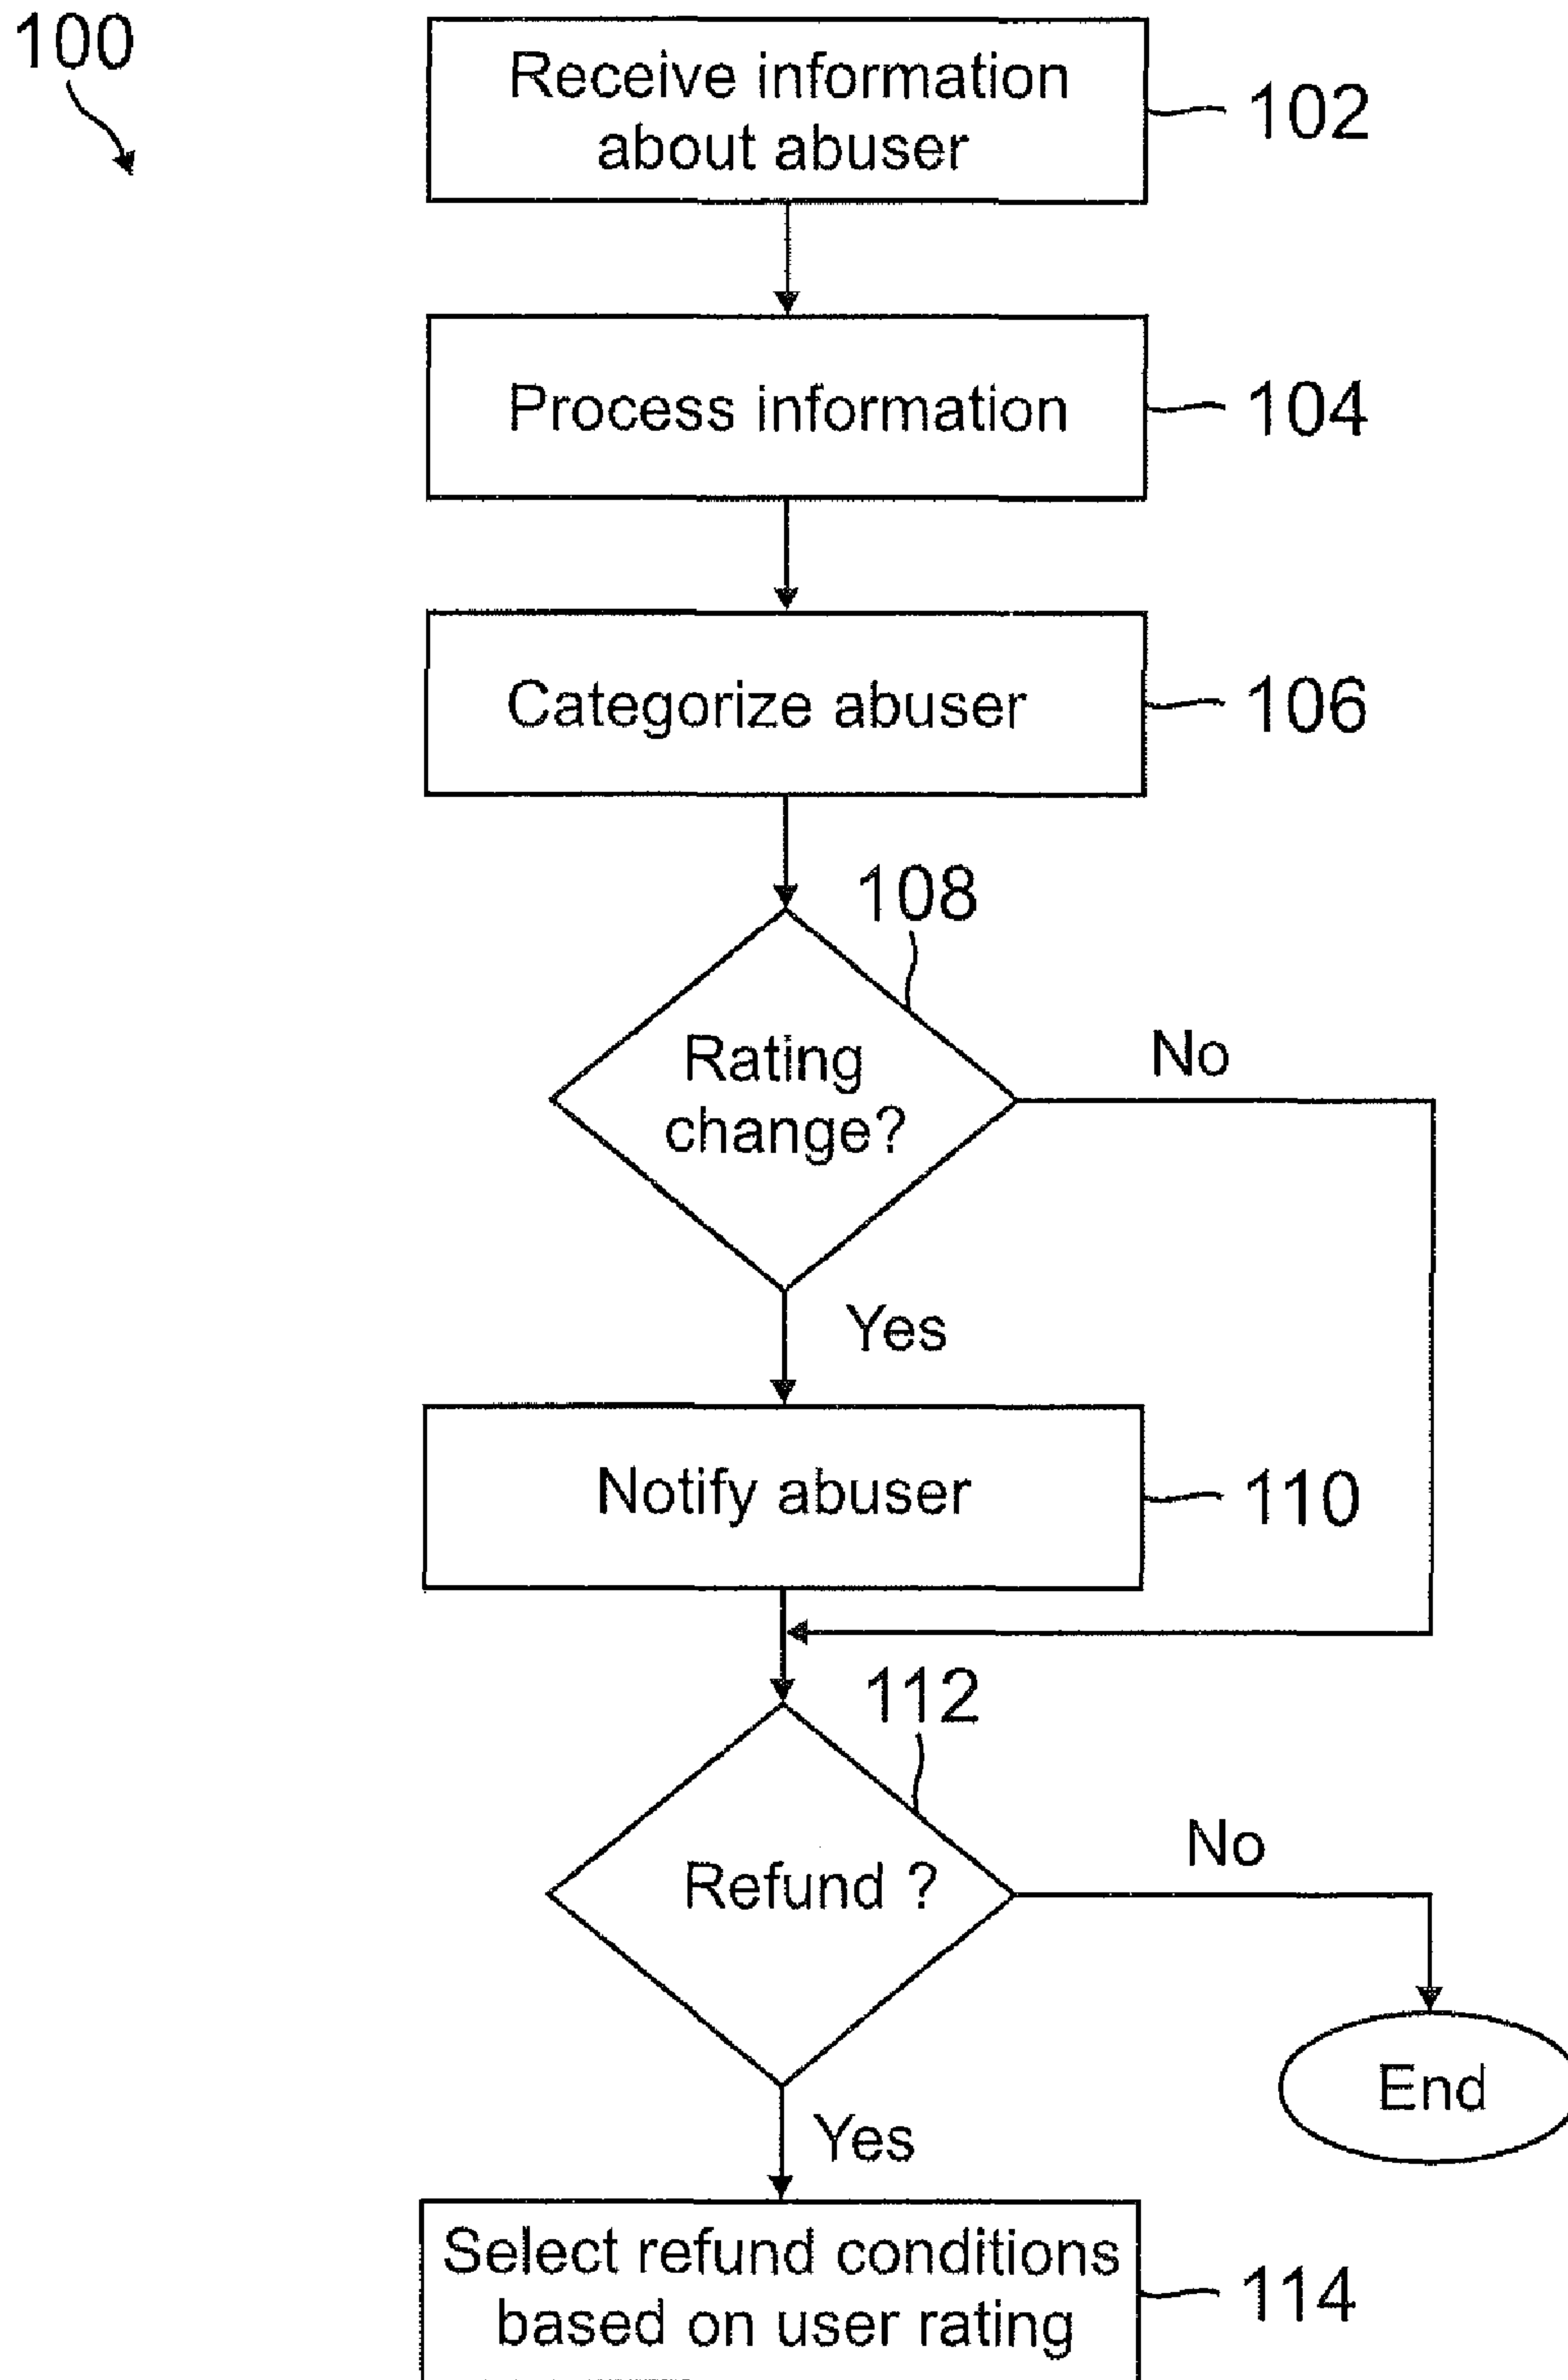 100
Receive information
about abuser
102
Process information
104
Categorize abuser
106
108
Rating
change?
No
Yes
Notify abuser
110
112
Refund ?
No
End
Yes
Select refund conditions
based on user rating
114